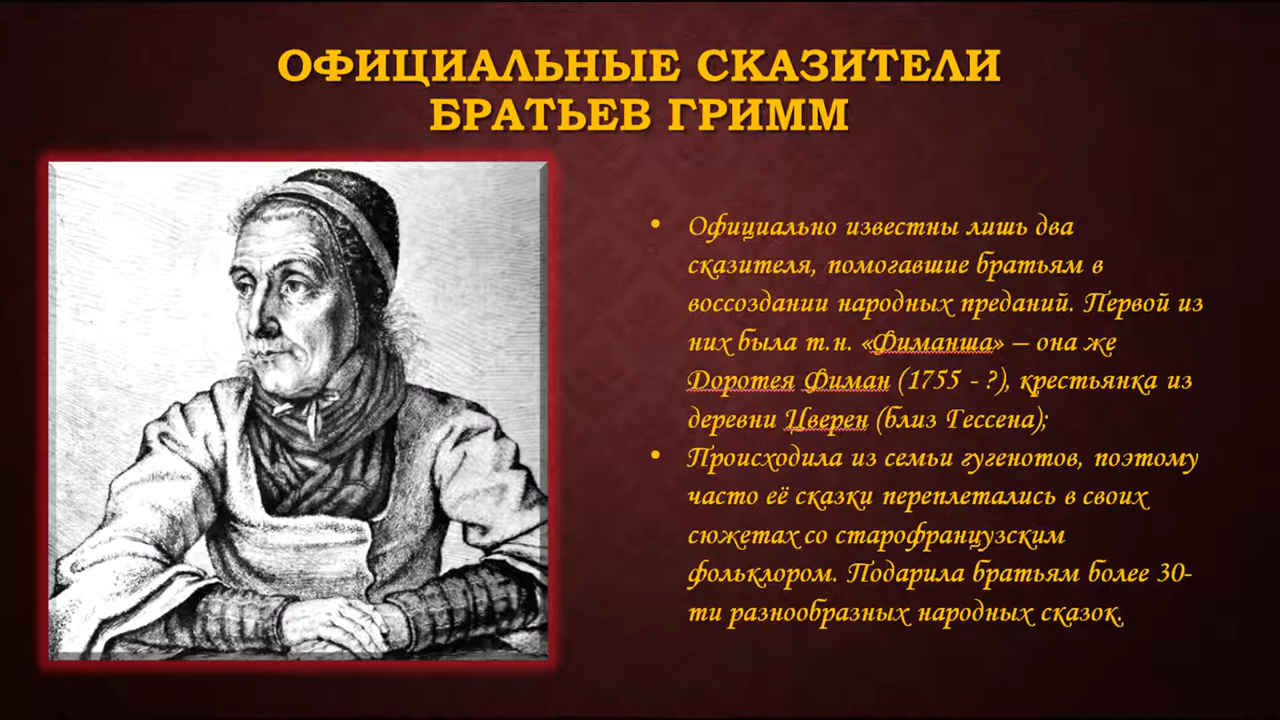 ОФИЦИАЛЬНЫЕ СКАЗИТЕЛИ
БРАТЬЕВ ГРИММ
• Официально известны лишь два
сказителя, помогавшие братьям в
воссоздании народных преданий. Первой из
них была т.н. «Фиманша» – она же
Доротея Фиман (1755 - ?), крестьянка из
деревни Цверен (близ Гессена);
• Происходила из семьи гугенотов, поэтому
часто её сказки переплетались в своих
сюжетах со старофранцузским
фольклором. Подарила братьям более 30-
ти разнообразных народных сказок.